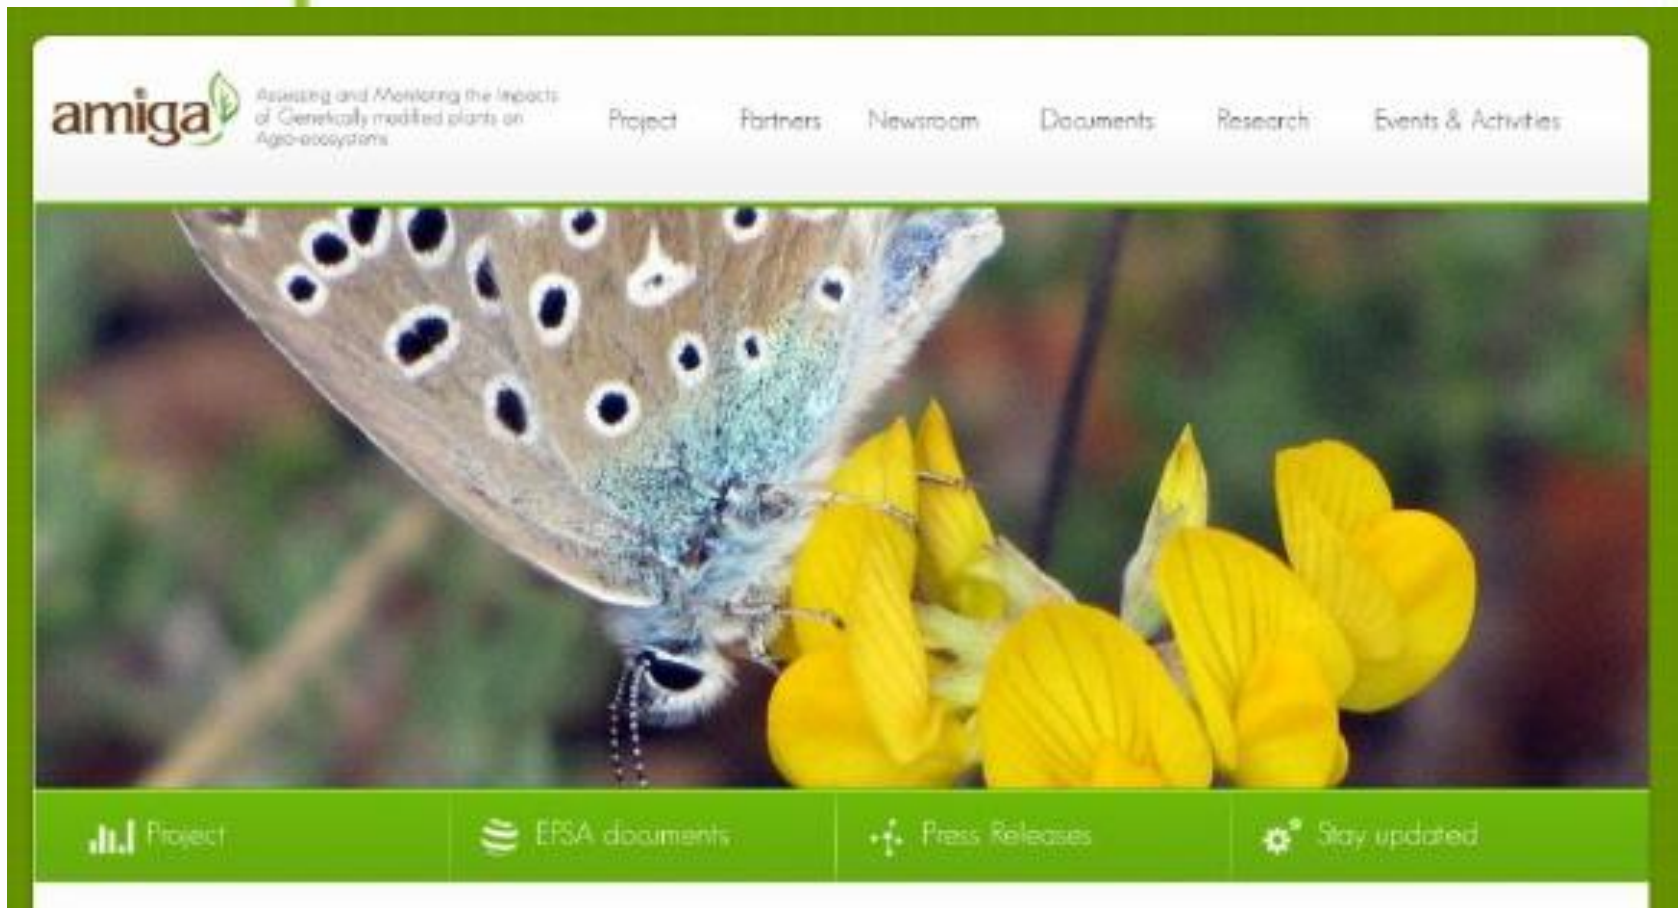 amiga
Assessing and Monitoring the Impacts
of Genetically modified plants on
Agro-ecosystems
Project
Partners
Newsroom
Documents
Research
Events & Activities
Project
EFSA documents
Press Releases
Stay updated